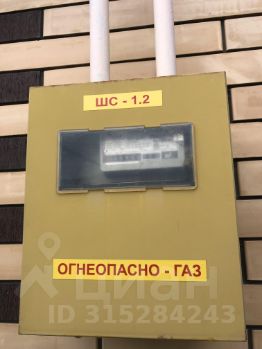 ШС - 1.2
ОГНЕОПАСНО - ГАЗ
ЦИАН
ID 315284243